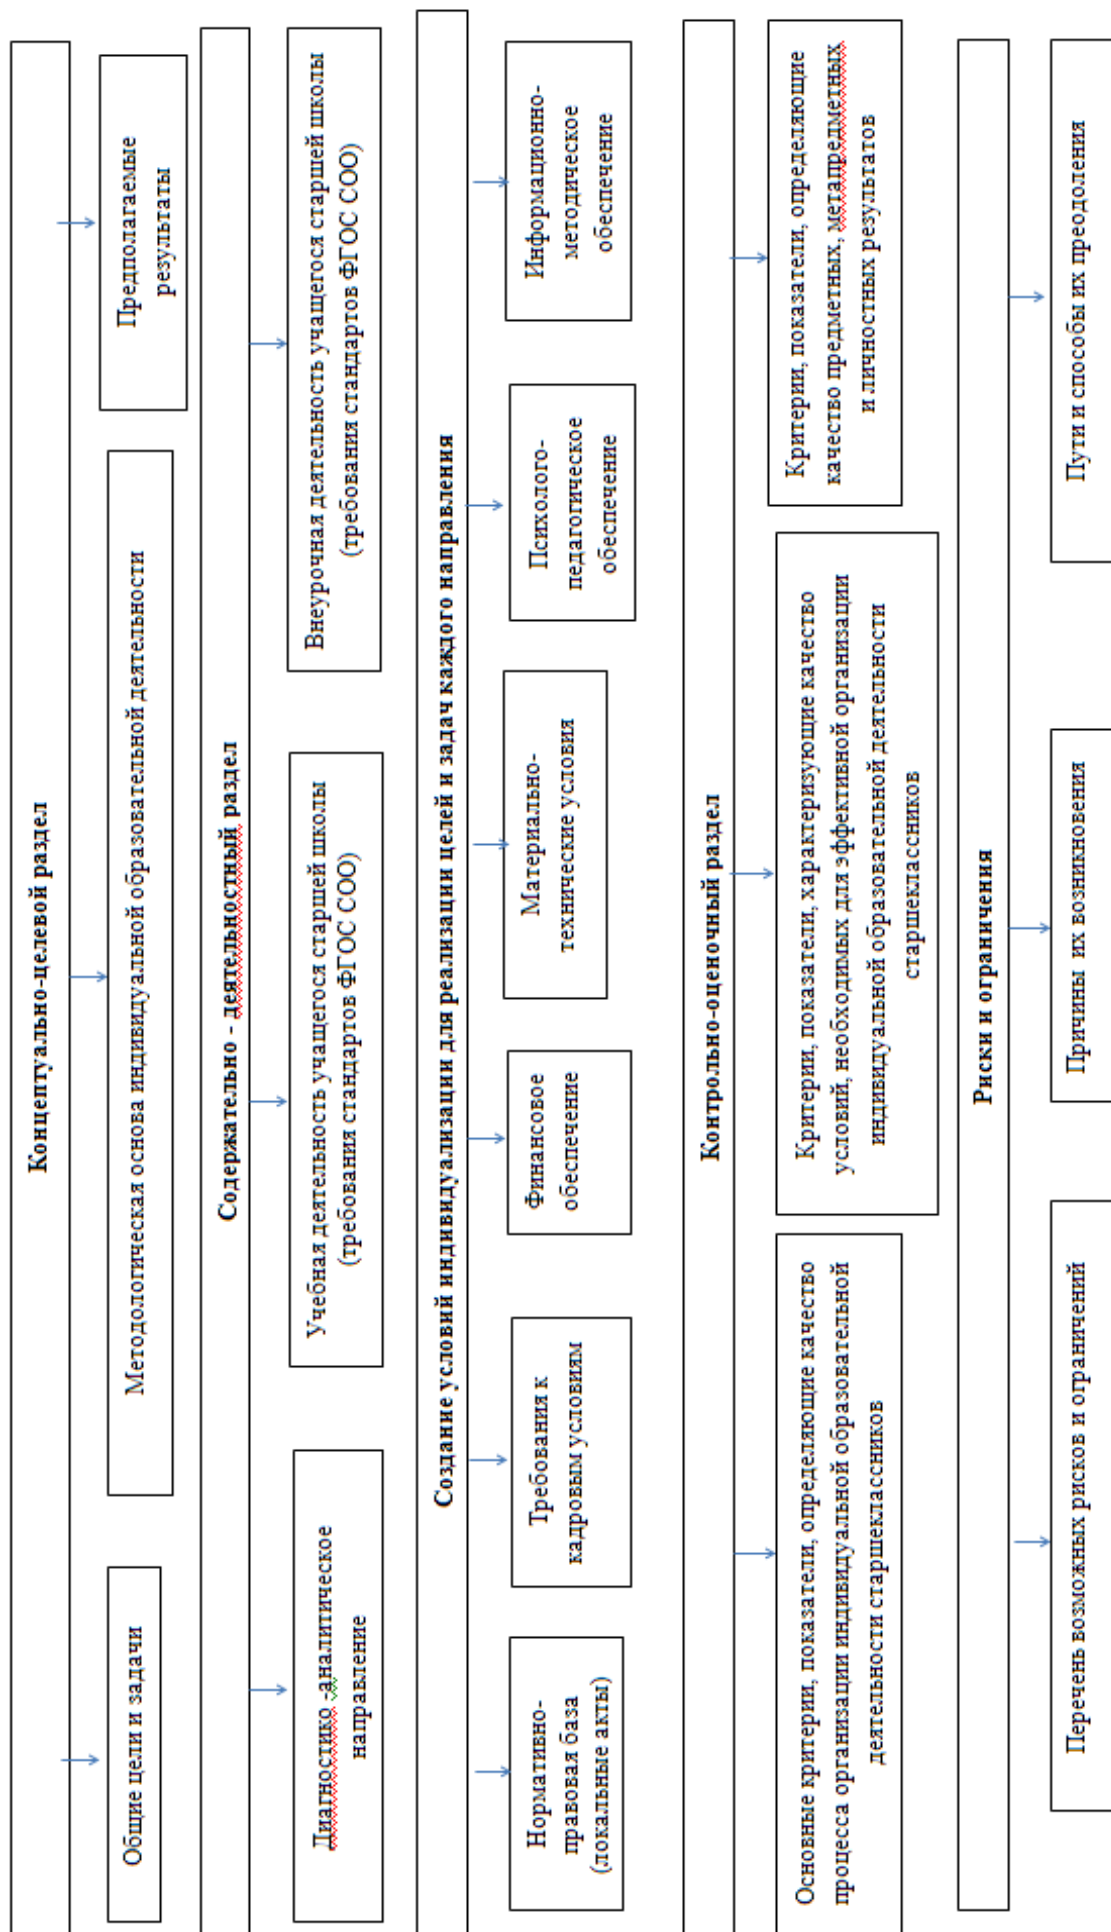 Концептуально-целевой раздел
Общие цели и задачи
Методологическая основа индивидуальной образовательной деятельности
Предполагаемые
результаты
Содержательно - деятельностный раздел
Диагностико -аналитическое
направление
Учебная деятельность учащегося старшей школы
(требования стандартов ФГОС СОО)
Внеурочная деятельность учащегося старшей школы
(требования стандартов ФГОС СОО)
Создание условий индивидуализации для реализации целей и задач каждого направления
Нормативно-
правовая база
(локальные акты)
Требования к
кадровым условиям
Финансовое
обеспечение
Материально-
технические условия
Психолого-
педагогическое
обеспечение
Информационно-
методическое
обеспечение
Контрольно-оценочный раздел
Основные критерии, показатели, определяющие качество
процесса организации индивидуальной образовательной
деятельности старшеклассников
Критерии, показатели, характеризующие качество
условий, необходимых для эффективной организации
индивидуальной образовательной деятельности
старшеклассников
Критерии, показатели, определяющие
качество предметных, метапредметных
и личностных результатов
Риски и ограничения
Перечень возможных рисков и ограничений
Причины их возникновения
Пути и способы их преодоления